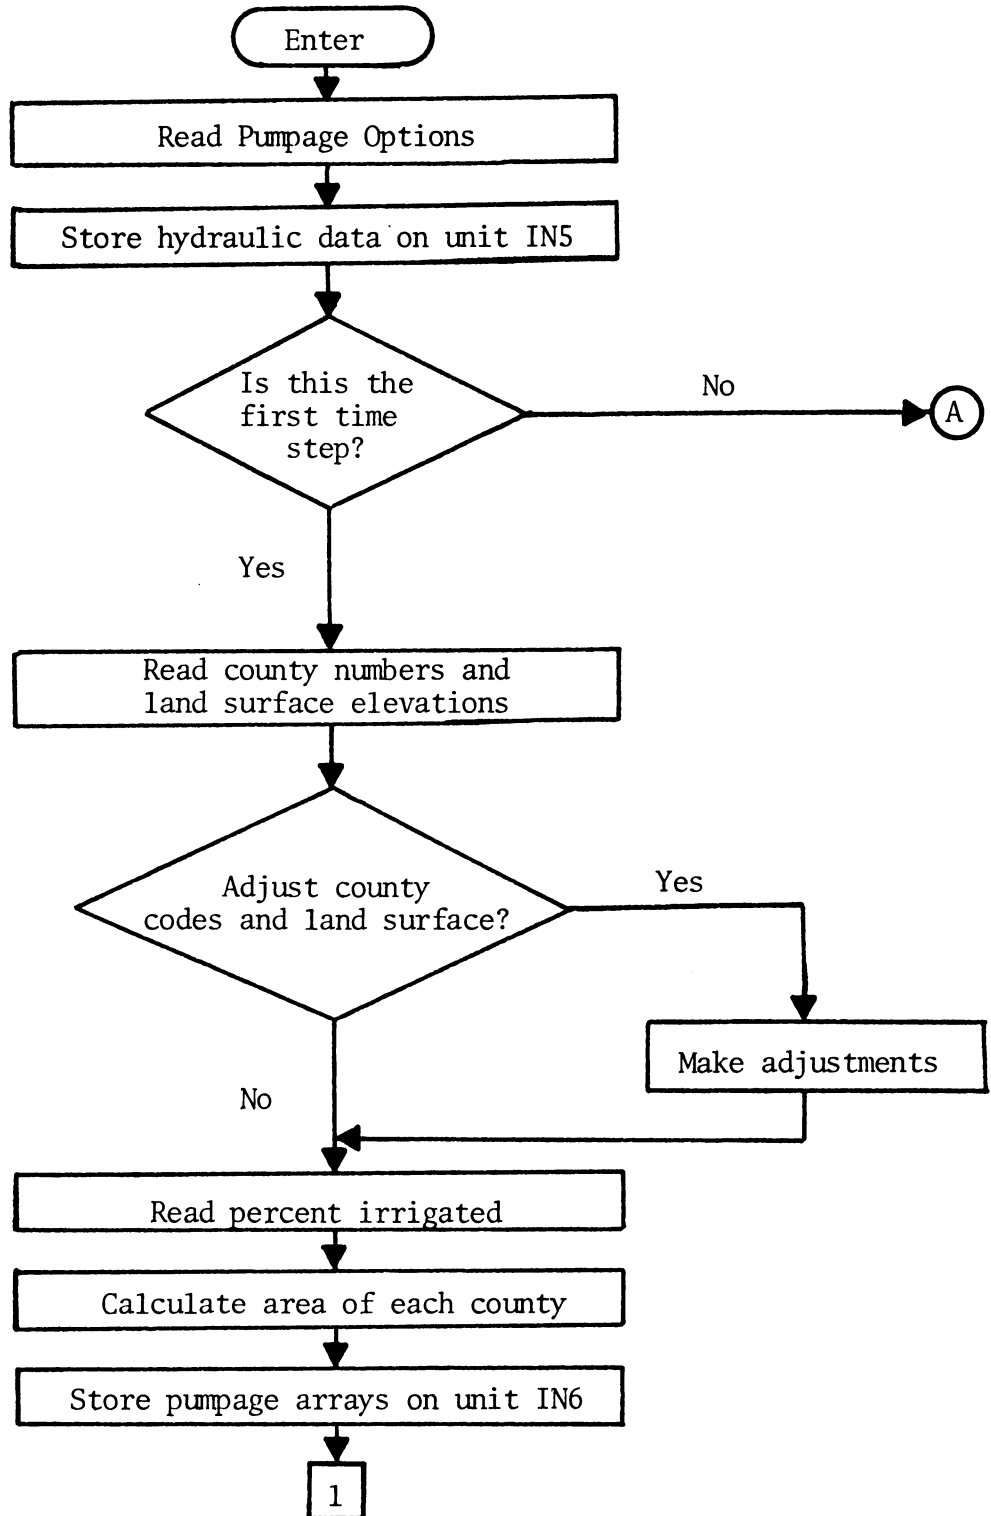 Enter
Read Pumpage Options
Store hydraulic data on unit IN5
Is this the
first time
step?
No
A
Yes
Read county numbers and
land surface elevations
Adjust county
codes and land surface?
Yes
Make adjustments
No
Read percent irrigated
Calculate area of each county
Store pumpage arrays on unit IN6
1